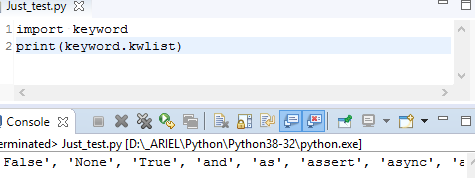 Just_test.py
1 import keyword
2 print(keyword.kwlist)
Console
erminated> Just_test.py [D:\_ARIEL\Python\Python38-32\python.exe]
False', 'None', 'True', 'and', 'as', 'assert', 'async', '